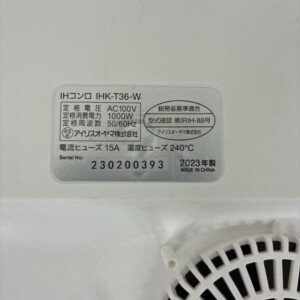 IHコンロ IHK-T36-W
定格電圧 AC100V
定格消費電力 1000W
定格周波数 50/60Hz
アイリスオーヤマ株式会社
総務省基準適合
型式確認 第IRIH-88号
アイリスオーヤマ株式会社
電流ヒューズ 15A 温度ヒューズ 240°C
Serial No:
230200393
2023年製
MADE IN CHINA